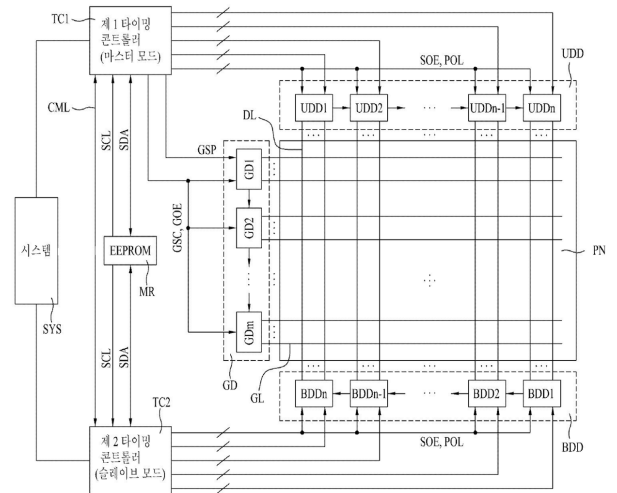 TC1
제 1 타이밍
콘트롤러
(마스터 모드)
SOE, POL
UDD
UDD1
UDD2
...
UDDn-1
UDDn
CML
SCL
SDA
DL
GSP
GD1
GSC, GOE
GD2
시스템
EEPROM
MR
PN
SYS
GDm
SCL
SDA
GD
GL
TC2
BDDn
BDDn-1
...
BDD2
BDD1
제 2 타이밍
콘트롤러
(슬레이브 모드)
SOE, POL
BDD